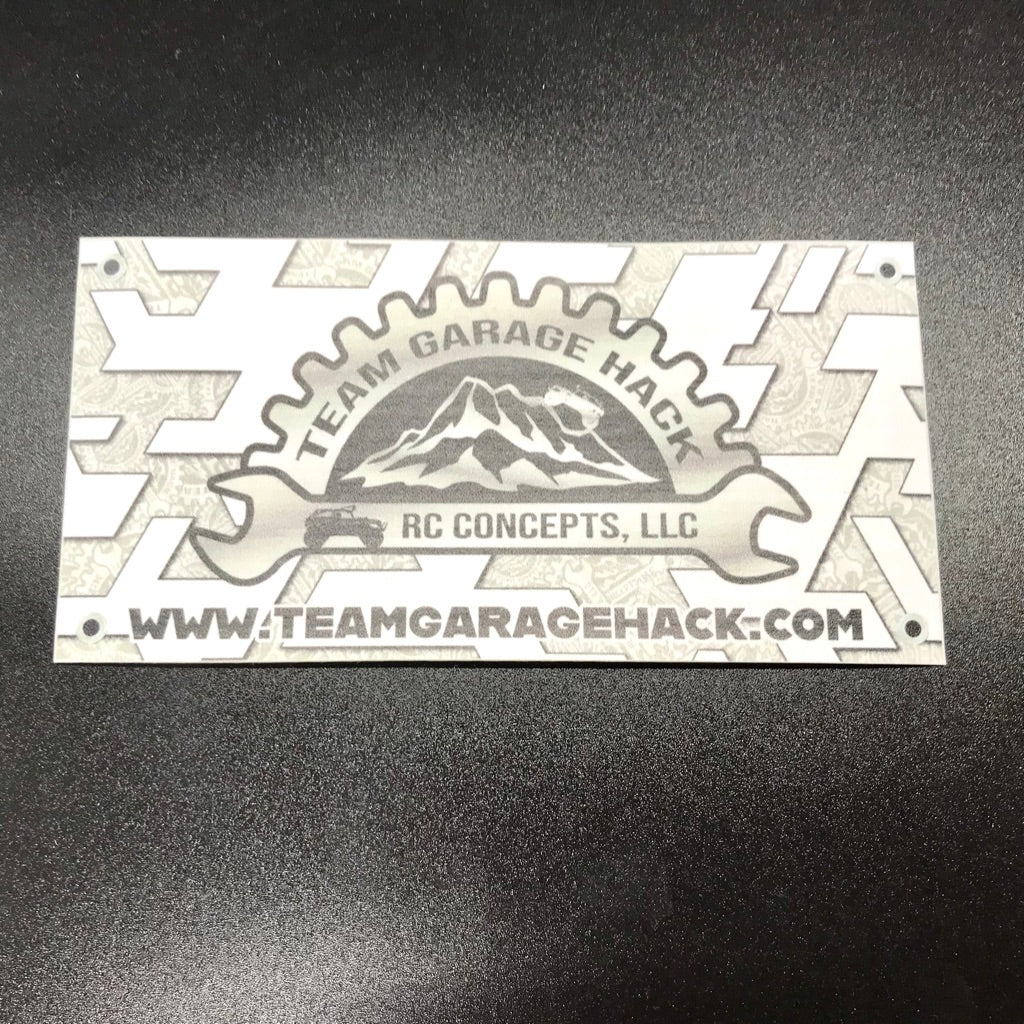 TEAM GARAGE HACK
RC CONCEPTS, LLC
WWW.TEAMGARAGEHACK.COM